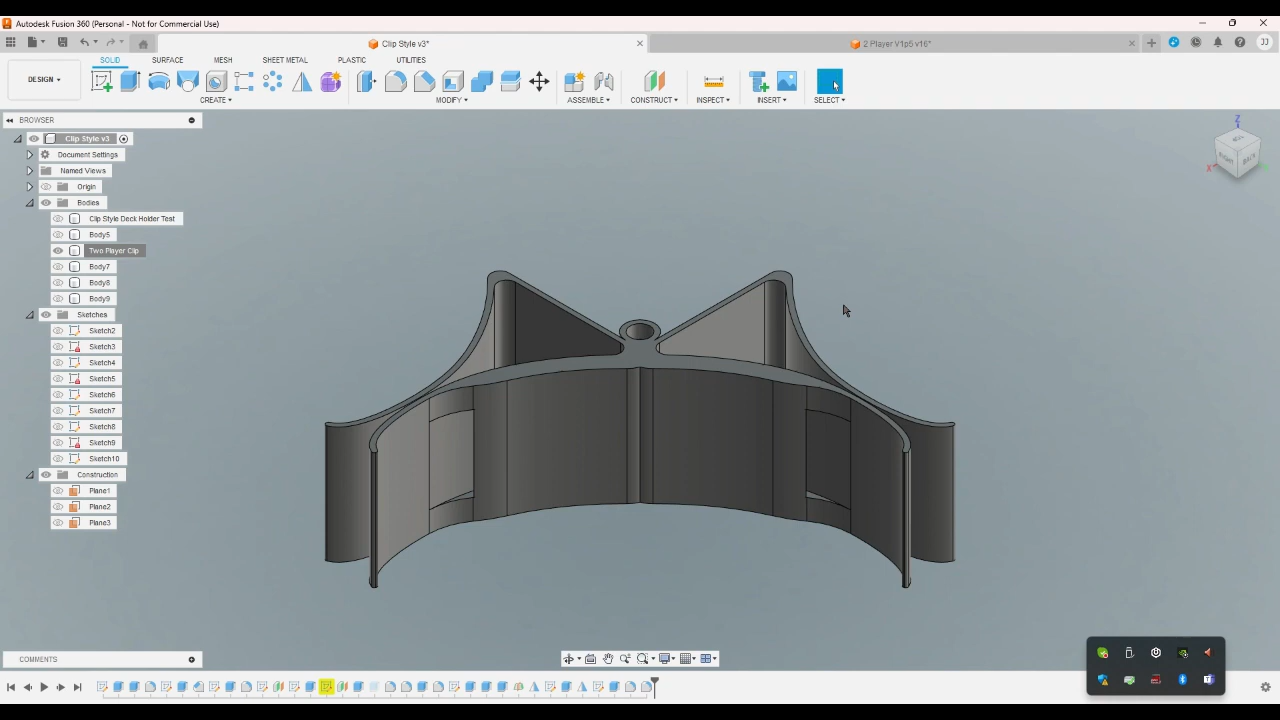 Autodesk Fusion 360 (Personal - Not for Commercial Use)
Clip Style v3*
2 Player V1p5 v16*
JJ
DESIGN
SOLID
SURFACE
MESH
SHEET METAL
PLASTIC
UTILITIES
CREATE
MODIFY
ASSEMBLE
CONSTRUCT
INSPECT
INSERT
SELECT
BROWSER
Clip Style v3
Document Settings
Named Views
Origin
Bodies
Clip Style Deck Holder Test
Body5
Two Player Clip
Body7
Body8
Body9
Sketches
Sketch2
Sketch3
Sketch4
Sketch5
Sketch6
Sketch7
Sketch8
Sketch9
Sketch10
Construction
Plane1
Plane2
Plane3
Z
RIGHT
BACK
X
COMMENTS